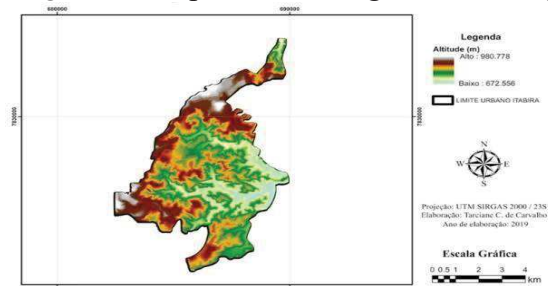 Legenda
Altitude (m)
Alto : 980.778
Baixo : 672.556
LIMITE URBANO ITABIRA
N
W E
S
Projeção: UTM SIRGAS 2000 / 23S
Elaboração: Tarciane C. de Carvalho
Ano de elaboração: 2019
Escala Gráfica
0 0.5 1 2 3 4
km